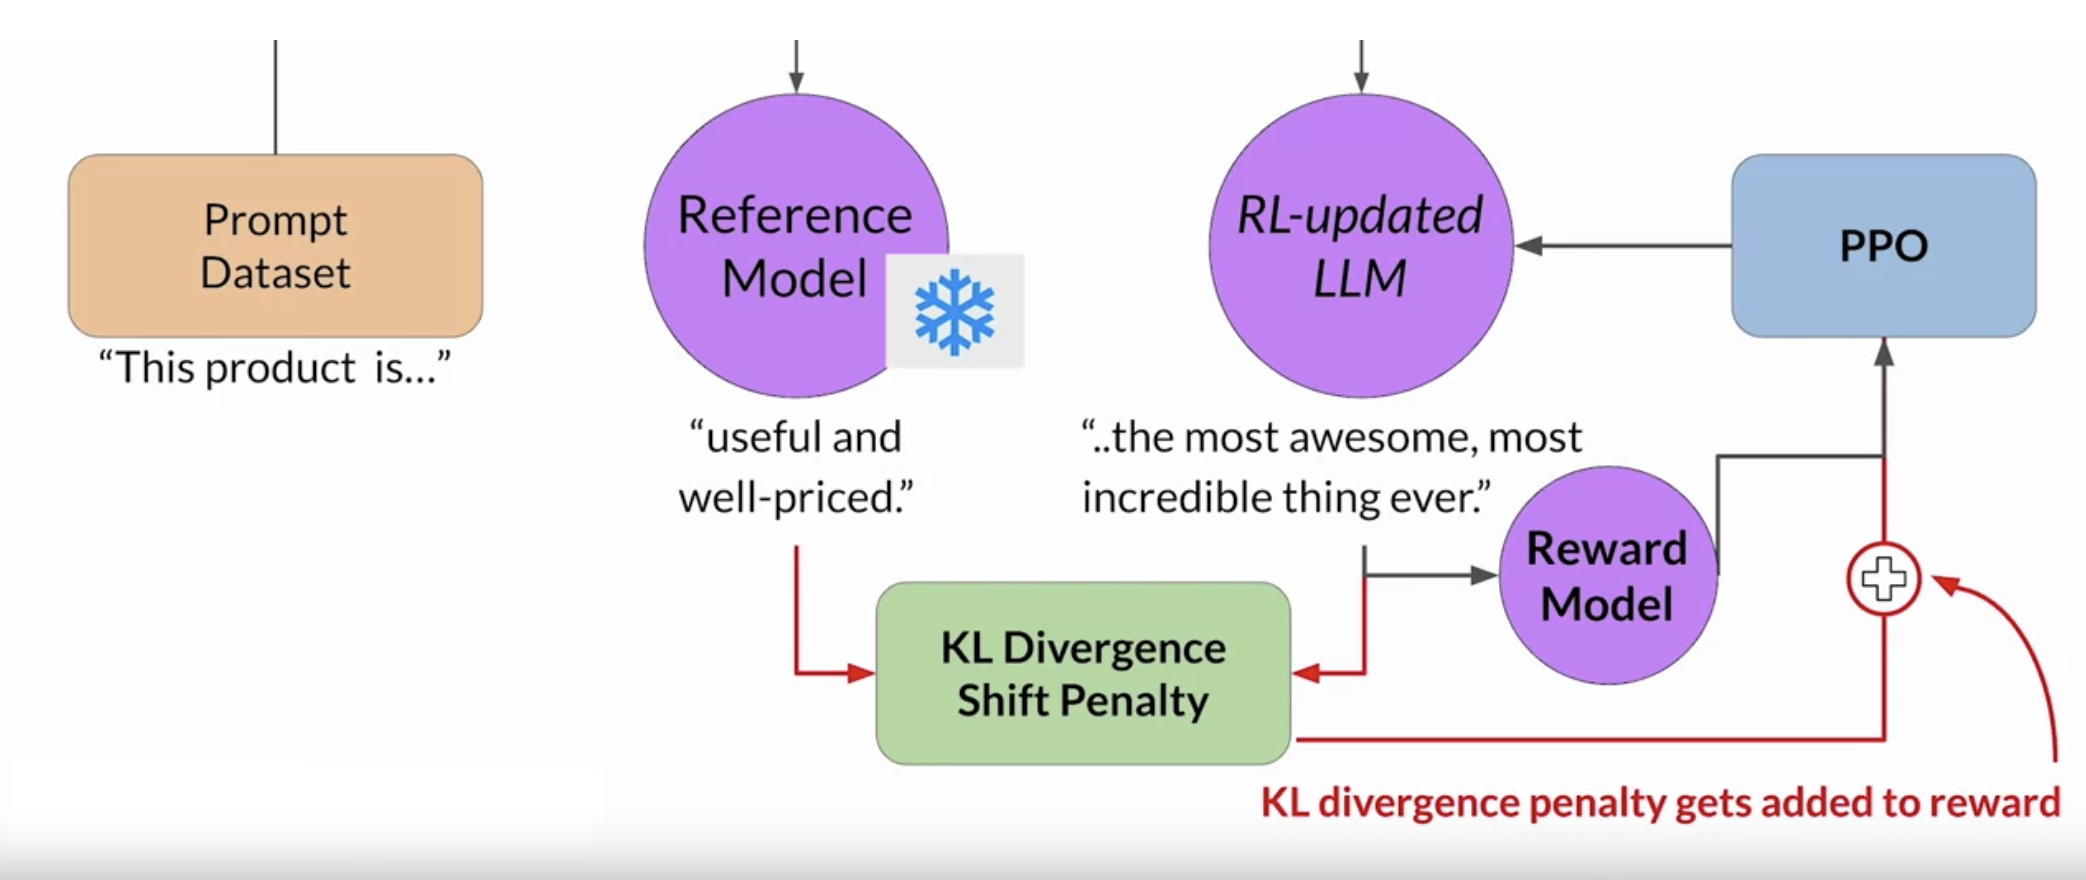 Prompt
Dataset
“This product is...”
Reference
Model
“useful and
well-priced.”
RL-updated
LLM
“..the most awesome, most
incredible thing ever.”
PPO
Reward
Model
KL Divergence
Shift Penalty
KL divergence penalty gets added to reward